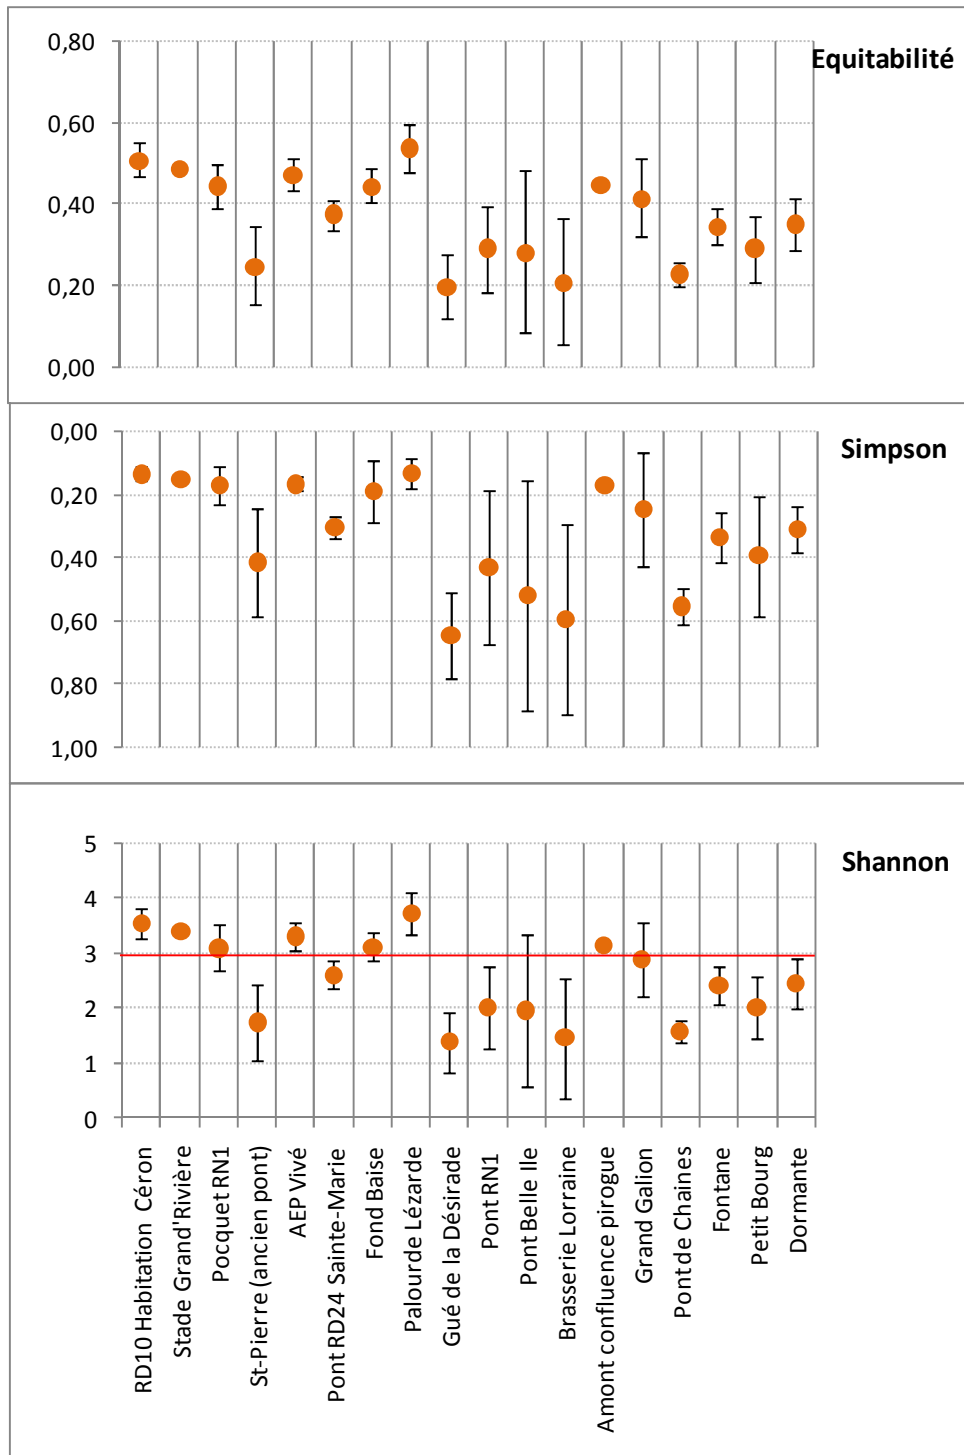 Equitabilité
0,80
0,60
0,40
0,20
0,00
Simpson
0,00
0,20
0,40
0,60
0,80
1,00
Shannon
5
4
3
2
1
0
RD10 Habitation Céron
Stade Grand'Rivière
Pocquet RN1
St-Pierre (ancien pont)
AEP Vivé
Pont RD24 Sainte-Marie
Fond Baise
Palourde Lézarde
Gué de la Désirade
Pont RN1
Pont Belle Ile
Brasserie Lorraine
Amont confluence pirogue
Grand Galion
Pont de Chaines
Fontane
Petit Bourg
Dormante